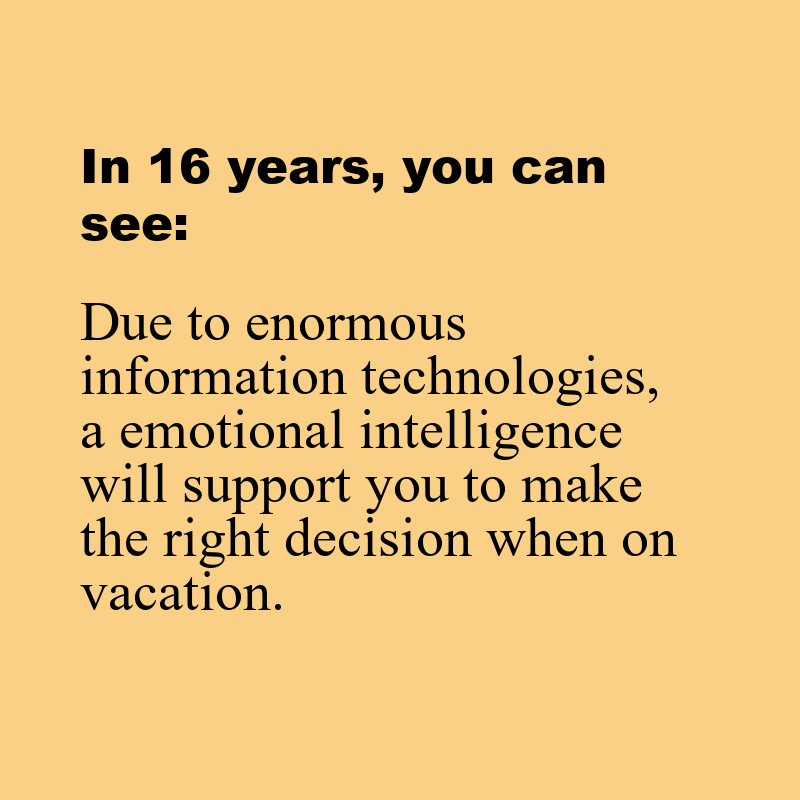 In 16 years, you can
see:
Due to enormous
information technologies,
a emotional intelligence
will support you to make
the right decision when on
vacation.